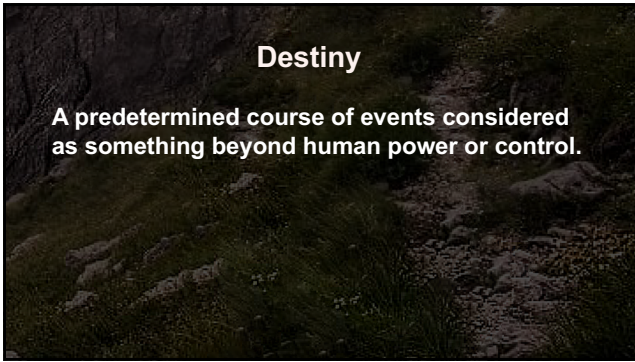 Destiny
A predetermined course of events considered
as something beyond human power or control.